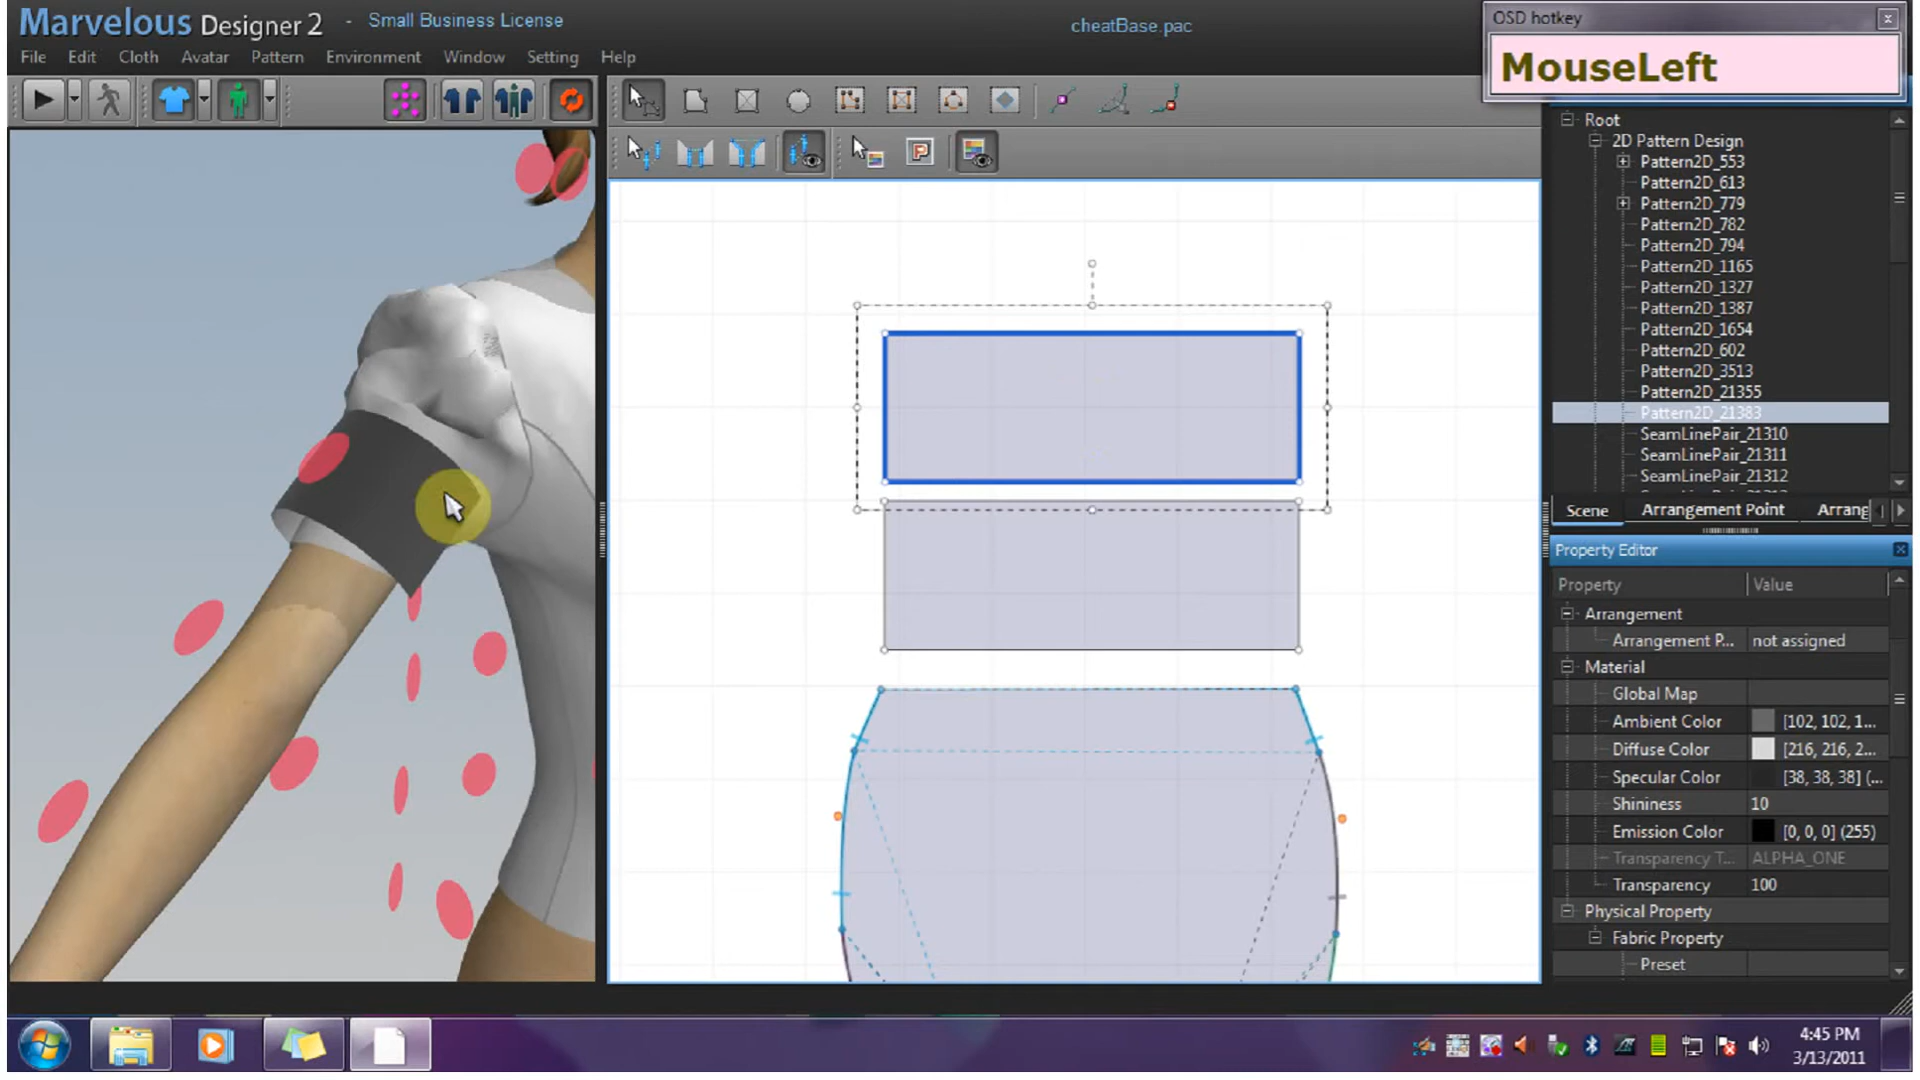 Marvelous Designer 2 - Small Business License
cheatBase.pac
OSD hotkey
MouseLeft
File Edit Cloth Avatar Pattern Environment Window Setting Help
Root
2D Pattern Design
Pattern2D_553
Pattern2D_613
Pattern2D_779
Pattern2D_782
Pattern2D_794
Pattern2D_1165
Pattern2D_1327
Pattern2D_1387
Pattern2D_1654
Pattern2D_602
Pattern2D_3513
Pattern2D_21355
Pattern2D_21383
SeamLinePair_21310
SeamLinePair_21311
SeamLinePair_21312
Scene Arrangement Point Arrang
Property Editor
Property Value
Arrangement
Arrangement P... not assigned
Material
Global Map
Ambient Color [102, 102, 1...
Diffuse Color [216, 216, 2...
Specular Color [38, 38, 38] (...
Shininess 10
Emission Color [0, 0, 0] (255)
Transparency T... ALPHA_ONE
Transparency 100
Physical Property
Fabric Property
Preset
4:45 PM
3/13/2011